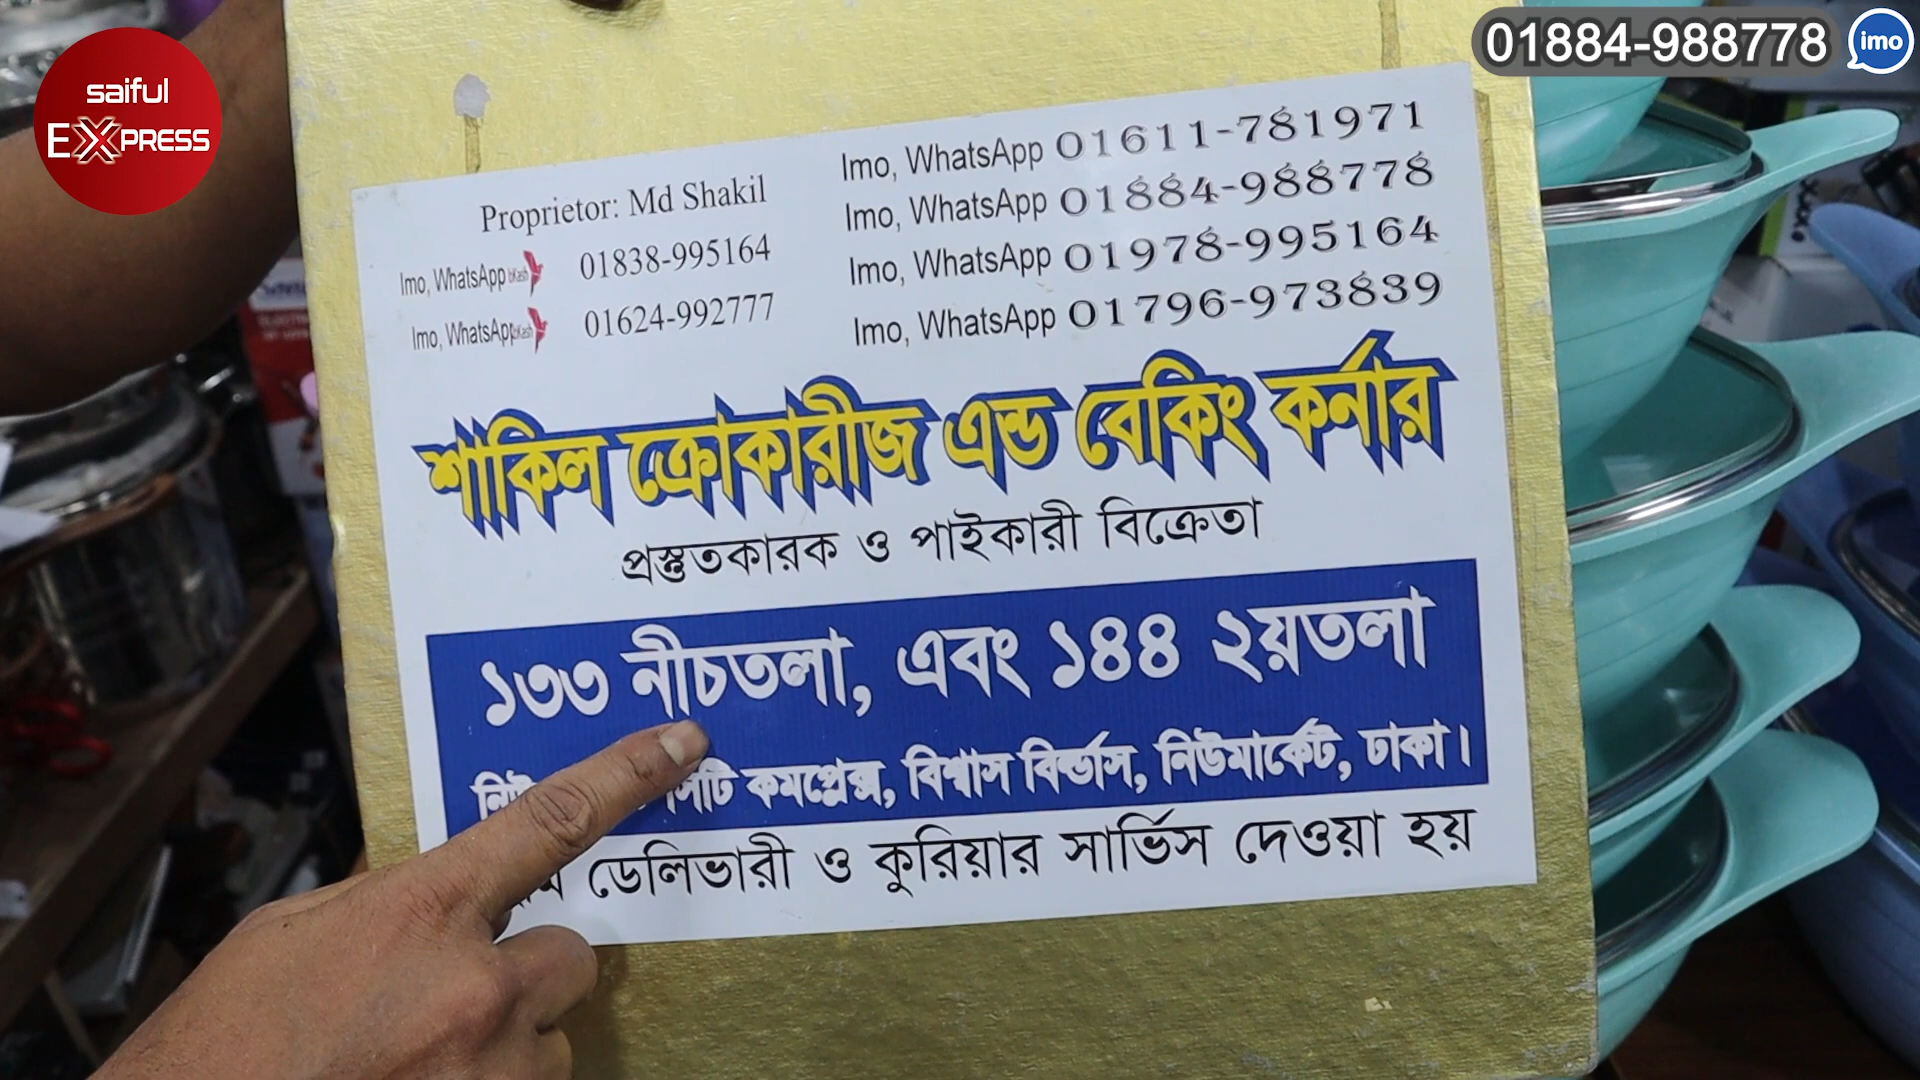 saiful
EXPRESS
01884-988778 imo
Proprietor: Md Shakil
Imo, WhatsApp bKash 01838-995164
Imo, WhatsApp bKash 01624-992777
Imo, WhatsApp 01611-781971
Imo, WhatsApp 01884-988778
Imo, WhatsApp 01978-995164
Imo, WhatsApp 01796-973839
শাকিল ক্রোকারীজ এন্ড বেকিং কর্নার
প্রস্তুতকারক ও পাইকারী বিক্রেতা
১৩৩ নীচতলা, এবং ১৪৪ ২য়তলা
সিটি কমপ্লেক্স, বিশ্বাস বিল্ডার্স, নিউমার্কেট, ঢাকা।
ডেলিভারী ও কুরিয়ার সার্ভিস দেওয়া হয়